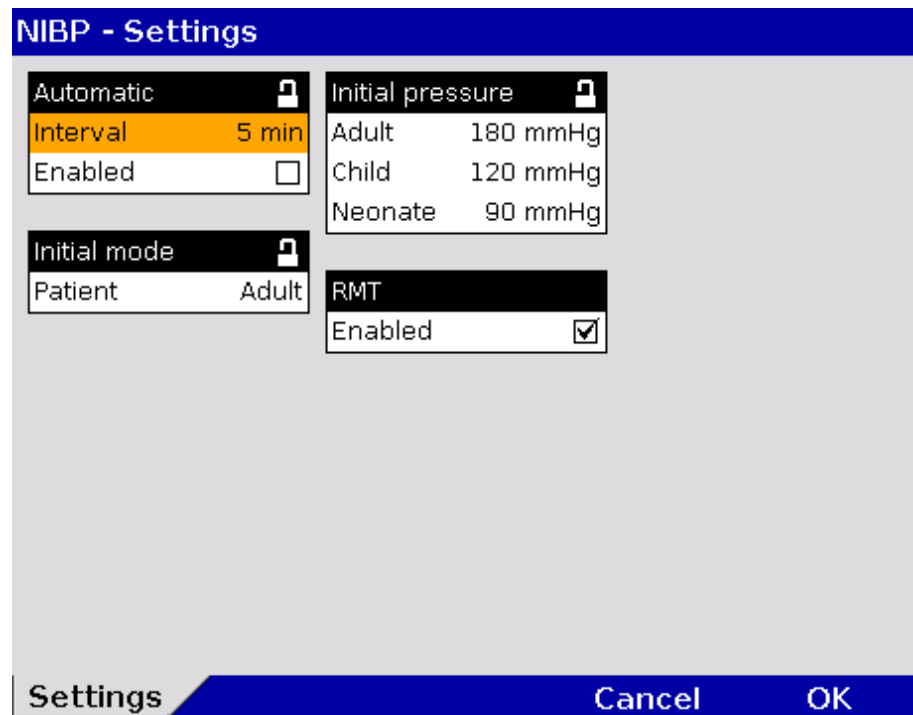 NIBP - Settings
Automatic
Interval 5 min
Enabled
Initial mode
Patient Adult
Initial pressure
Adult 180 mmHg
Child 120 mmHg
Neonate 90 mmHg
RMT
Enabled
Settings Cancel OK